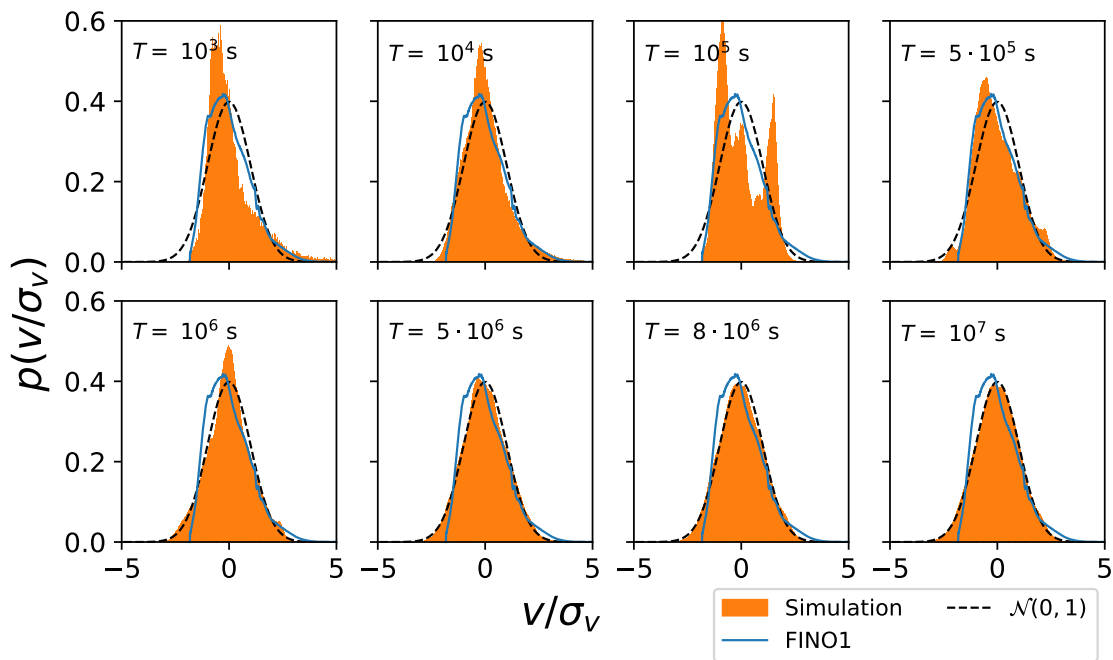 0.6
0.4
0.2
0.0
T = 10³ s
T = 10⁴ s
T = 10⁵ s
T = 5 · 10⁵ s
0.6
0.4
0.2
0.0
T = 10⁶ s
T = 5 · 10⁶ s
T = 8 · 10⁶ s
T = 10⁷ s
p(v/σᵥ)
−5 0 5
−5 0 5
−5 0 5
−5 0 5
v/σᵥ
Simulation
FINO1
𝒩(0, 1)